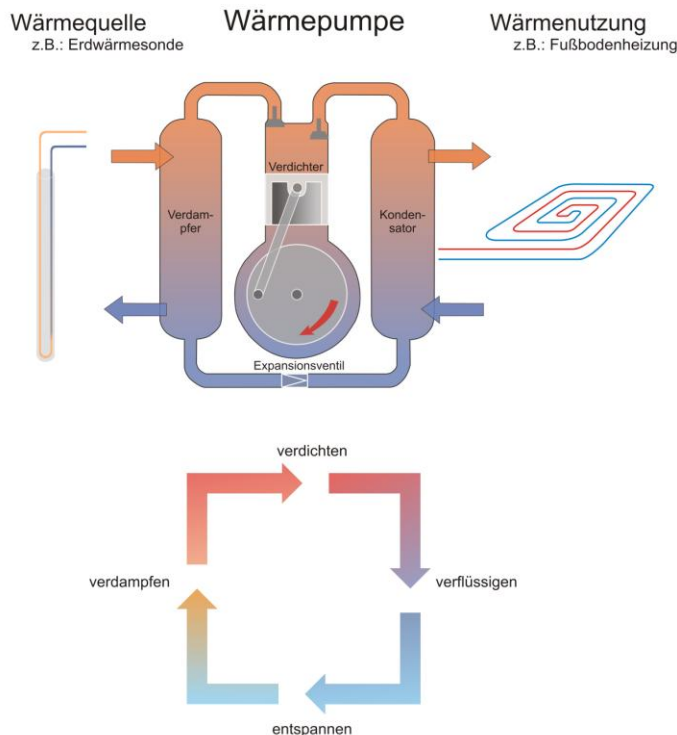 Wärmequelle
z.B.: Erdwärmesonde
Wärmepumpe
Wärmenutzung
z.B.: Fußbodenheizung
Verdichter
Verdam-
pfer
Konden-
sator
Expansionsventil
verdichten
verdampfen
verflüssigen
entspannen